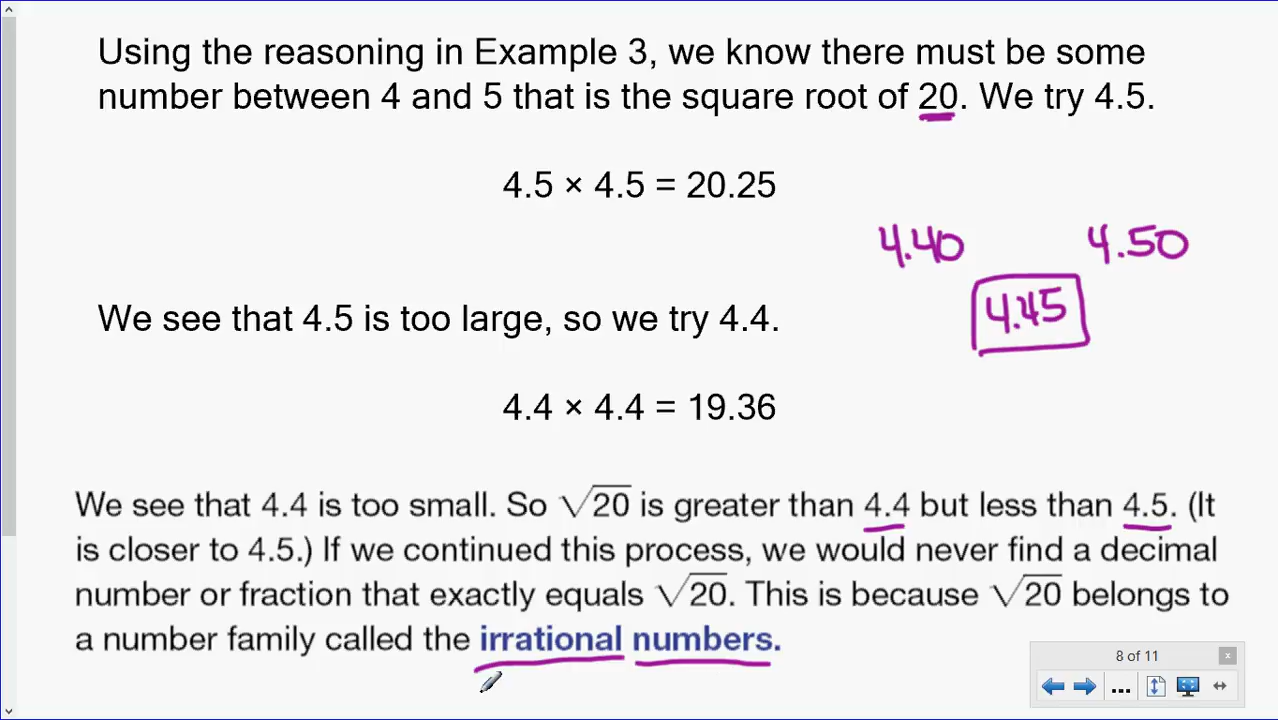 Using the reasoning in Example 3, we know there must be some
number between 4 and 5 that is the square root of 20. We try 4.5.
4.5 × 4.5 = 20.25
4.40 4.50
4.45
We see that 4.5 is too large, so we try 4.4.
4.4 × 4.4 = 19.36
We see that 4.4 is too small. So √20 is greater than 4.4 but less than 4.5. (It
is closer to 4.5.) If we continued this process, we would never find a decimal
number or fraction that exactly equals √20. This is because √20 belongs to
a number family called the irrational numbers.
8 of 11